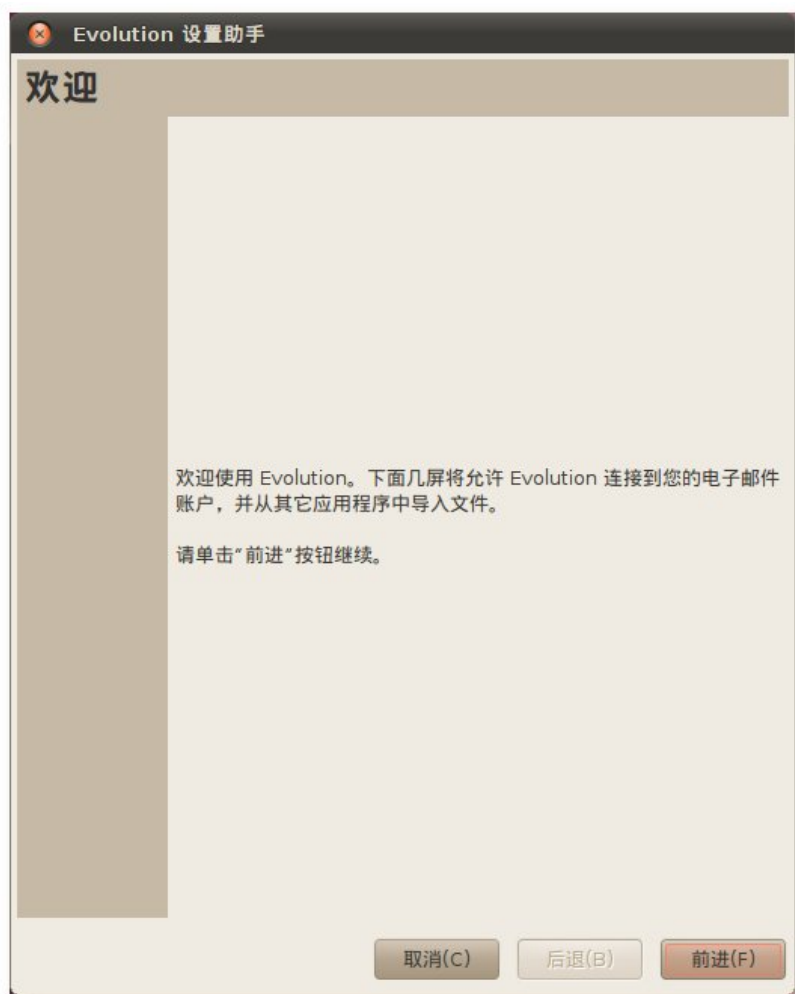 Evolution 设置助手
欢迎
欢迎使用 Evolution。下面几屏将允许 Evolution 连接到您的电子邮件
账户，并从其它应用程序中导入文件。
请单击“前进”按钮继续。
取消(C)
后退(B)
前进(F)